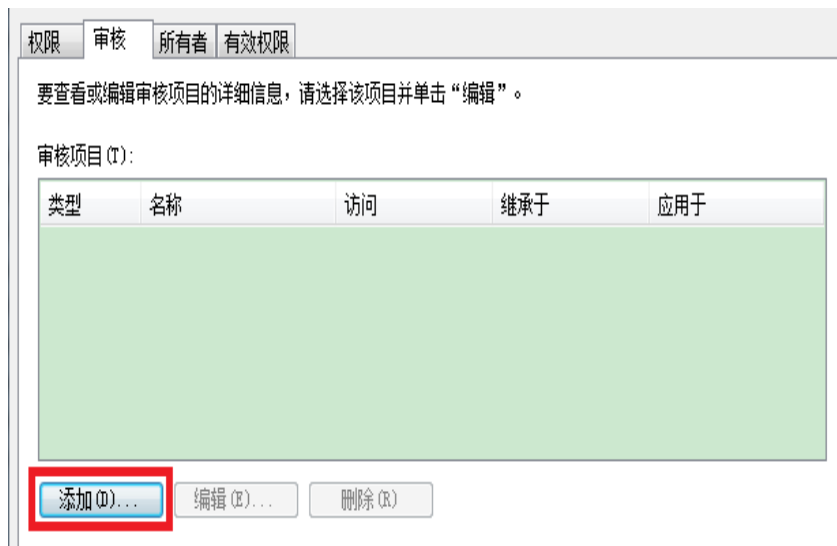 权限 审核 所有者 有效权限
要查看或编辑审核项目的详细信息，请选择该项目并单击“编辑”。
审核项目(T):
类型 名称 访问 继承于 应用于
添加(D)... 编辑(E)... 删除(R)